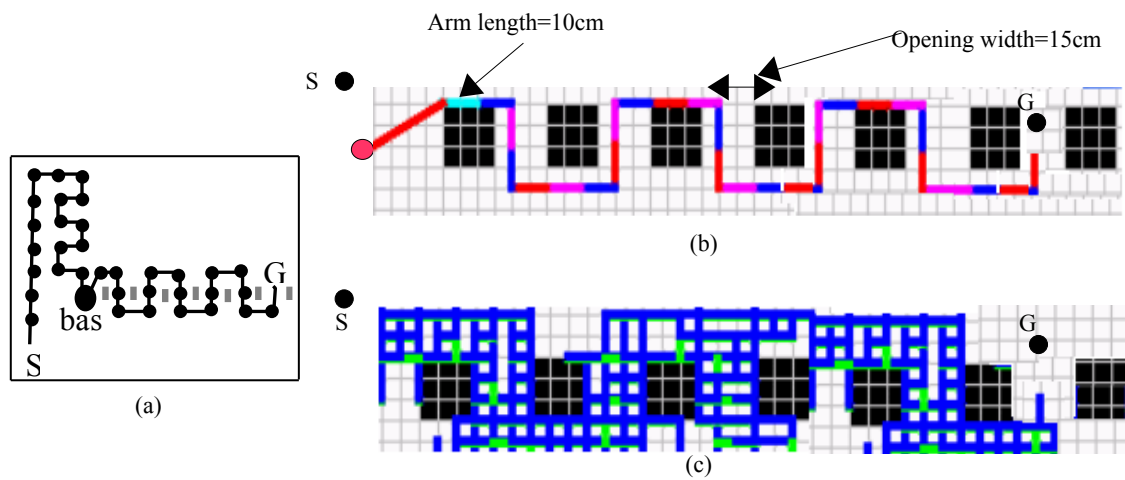 Arm length=10cm
Opening width=15cm
S
G
(b)
G
bas
S
(a)
S
G
(c)